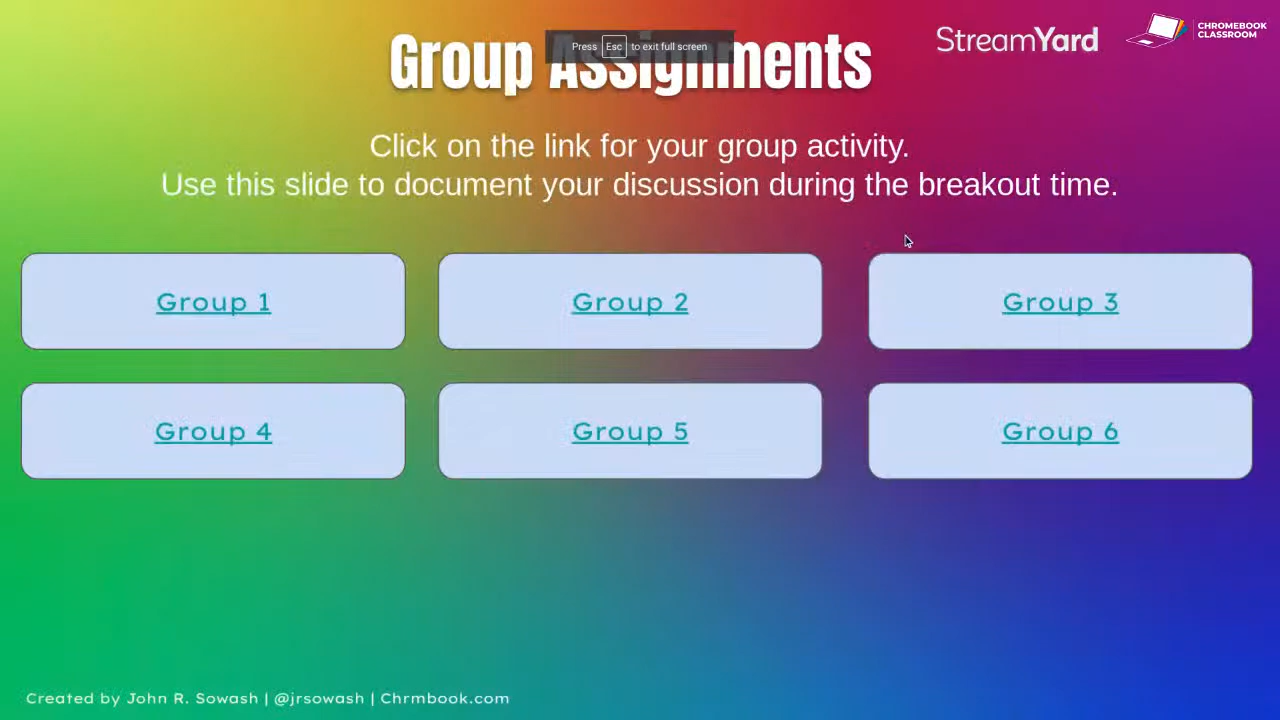 Group Assignments
Press Esc to exit full screen
StreamYard
CHROMEBOOK
CLASSROOM
Click on the link for your group activity.
Use this slide to document your discussion during the breakout time.
Group 1
Group 2
Group 3
Group 4
Group 5
Group 6
Created by John R. Sowash | @jrsowash | Chrmbook.com